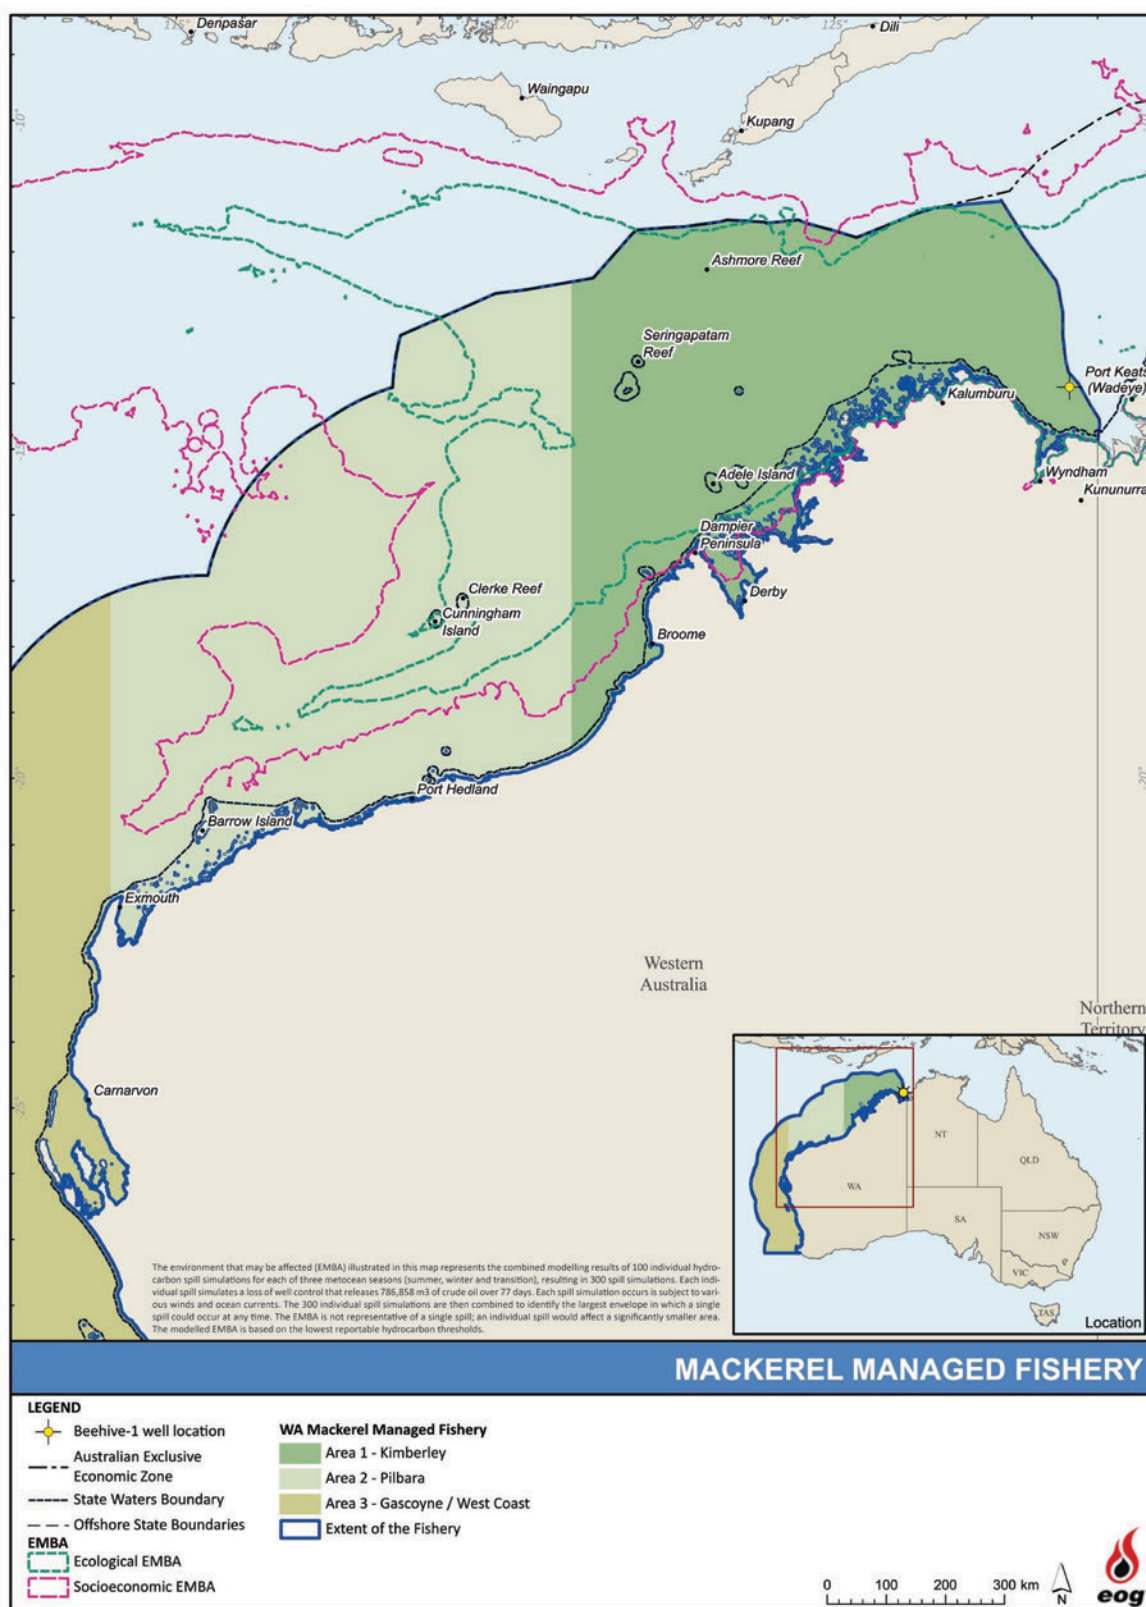 115°
120°
125°
Denpasar
Dili
Waingapu
Kupang
-10°
Ashmore Reef
Seringapatam
Reef
Port Keats
(Wadeye)
Kalumburu
-15°
Adele Island
Wyndham
Kununurra
Dampier
Peninsula
Derby
Clerke Reef
Cunningham
Island
Broome
-20°
-20°
Port Hedland
Barrow Island
Exmouth
Western
Australia
Northern
Territory
Carnarvon
-25°
NT
QLD
WA
SA
NSW
VIC
TAS
Location
The environment that may be affected (EMBA) illustrated in this map represents the combined modelling results of 100 individual hydro-
carbon spill simulations for each of three metocean seasons (summer, winter and transition), resulting in 300 spill simulations. Each indi-
vidual spill simulates a loss of well control that releases 786,858 m3 of crude oil over 77 days. Each spill simulation occurs is subject to vari-
ous winds and ocean currents. The 300 individual spill simulations are then combined to identify the largest envelope in which a single
spill could occur at any time. The EMBA is not representative of a single spill; an individual spill would affect a significantly smaller area.
The modelled EMBA is based on the lowest reportable hydrocarbon thresholds.
MACKEREL MANAGED FISHERY
LEGEND
Beehive-1 well location
Australian Exclusive
Economic Zone
State Waters Boundary
Offshore State Boundaries
EMBA
Ecological EMBA
Socioeconomic EMBA
WA Mackerel Managed Fishery
Area 1 - Kimberley
Area 2 - Pilbara
Area 3 - Gascoyne / West Coast
Extent of the Fishery
0 100 200 300 km
N
eog